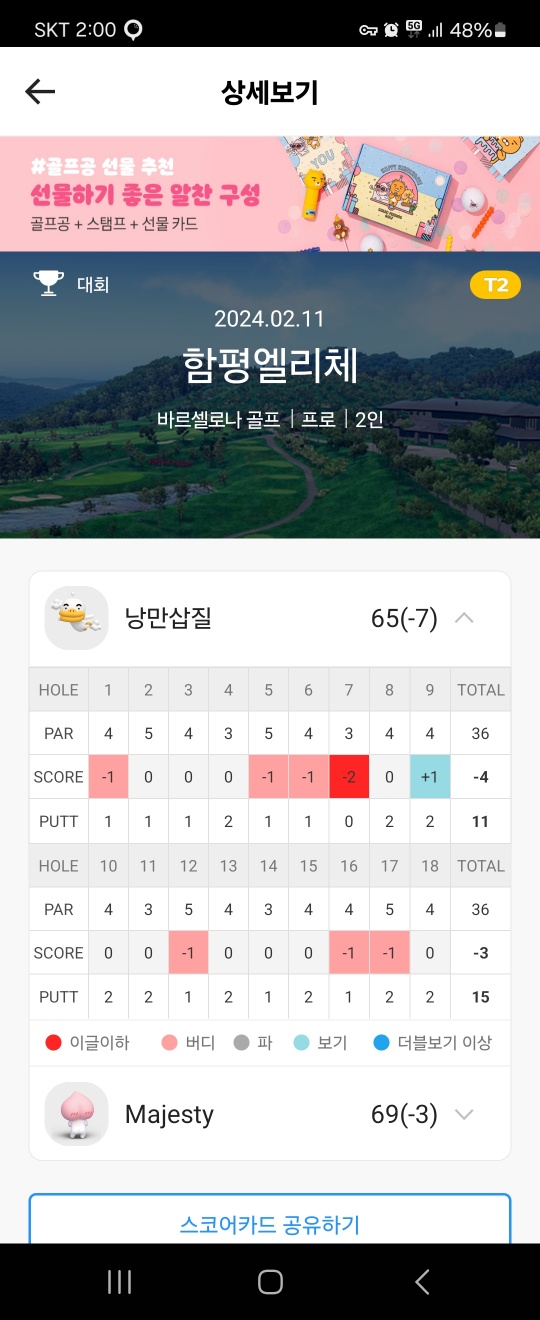 SKT 2:00 5G 48%
상세보기
#골프공 선물 추천
선물하기 좋은 알찬 구성
골프공 + 스탬프 + 선물 카드
YOU
대회 T2
2024.02.11
함평엘리체
바르셀로나 골프 | 프로 | 2인
낭만삽질 65(-7)
HOLE 1 2 3 4 5 6 7 8 9 TOTAL
PAR 4 5 4 3 5 4 3 4 4 36
SCORE -1 0 0 0 -1 -1 -2 0 +1 -4
PUTT 1 1 1 2 1 1 0 2 2 11
HOLE 10 11 12 13 14 15 16 17 18 TOTAL
PAR 4 3 5 4 3 4 4 5 4 36
SCORE 0 0 -1 0 0 0 -1 -1 0 -3
PUTT 2 2 1 2 1 2 1 2 2 15
이글이하 버디 파 보기 더블보기 이상
Majesty 69(-3)
스코어카드 공유하기